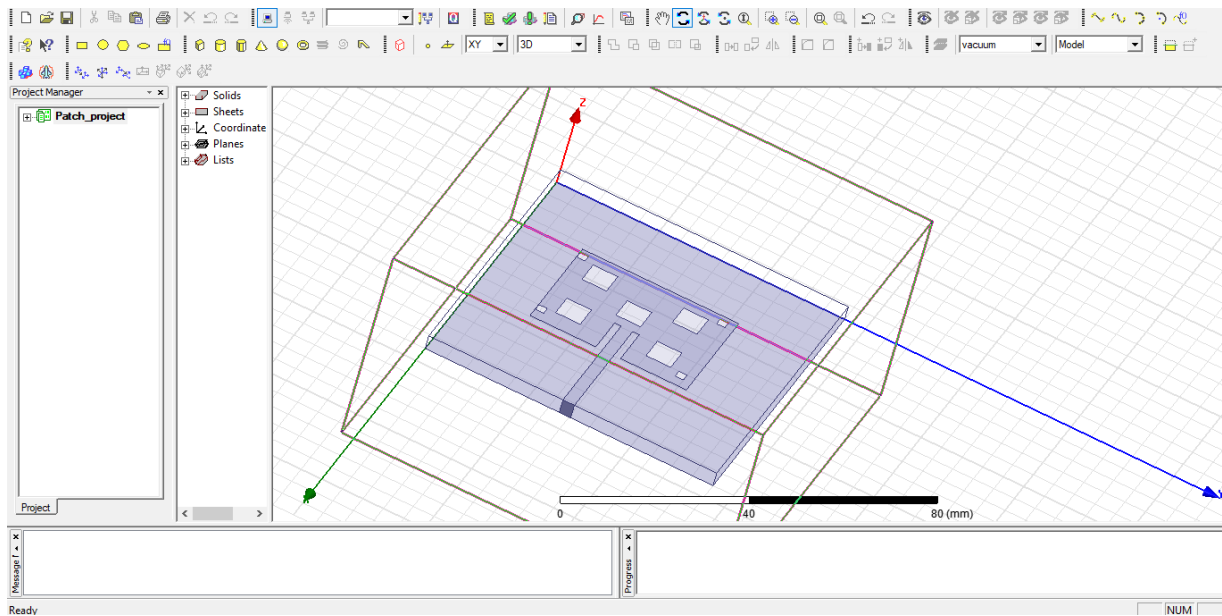 XY
3D
vacuum
Model
Project Manager
Patch_project
Project
Solids
Sheets
Coordinate
Planes
Lists
Z
0
40
80 (mm)
Progress
Ready
NUM